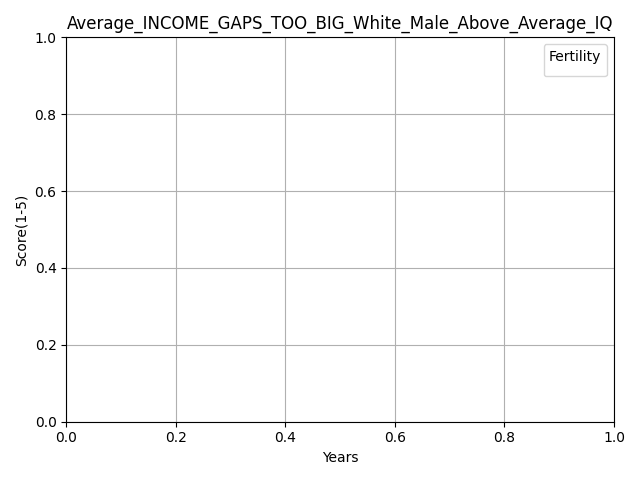 Average_INCOME_GAPS_TOO_BIG_White_Male_Above_Average_IQ
Fertility
1.0
0.8
0.6
0.4
0.2
0.0
Score(1-5)
0.0 0.2 0.4 0.6 0.8 1.0
Years